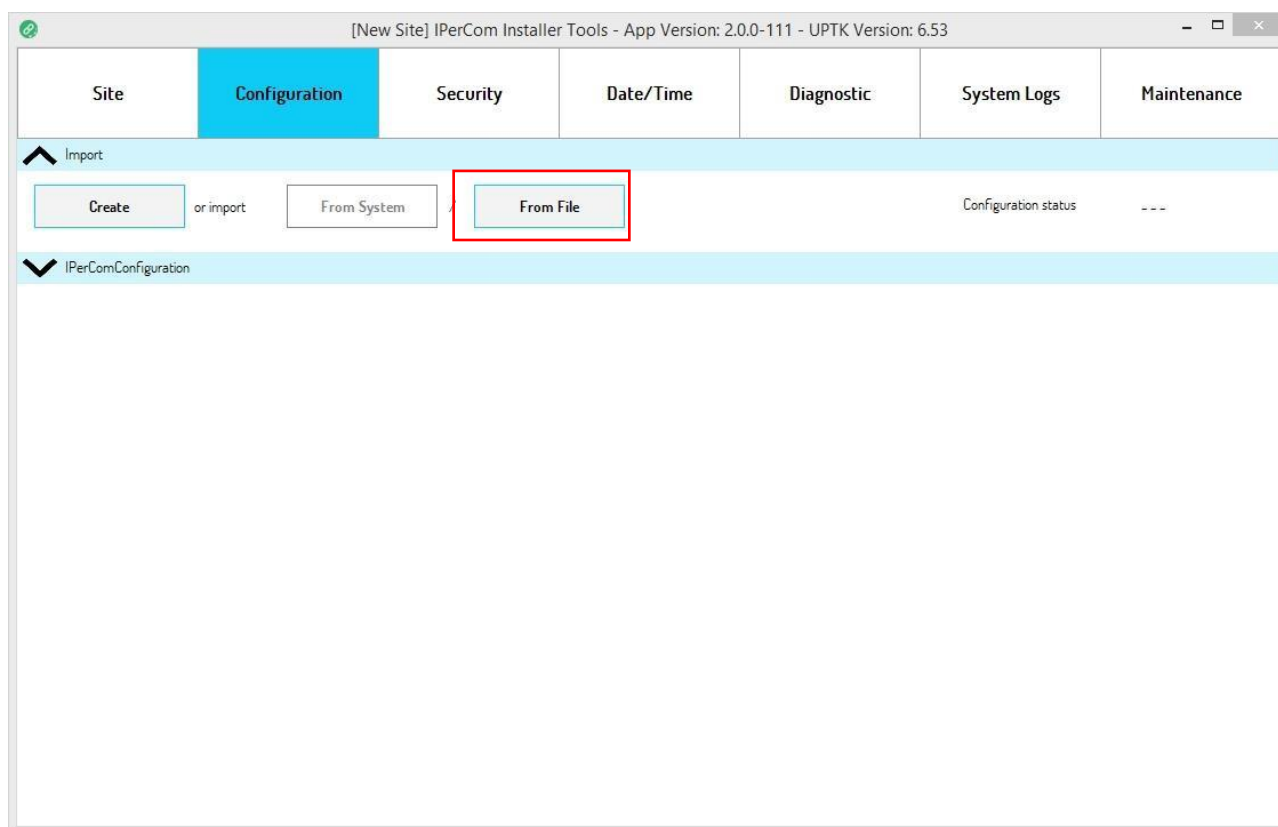 [New Site] IPerCom Installer Tools - App Version: 2.0.0-111 - UPTK Version: 6.53
Site Configuration Security Date/Time Diagnostic System Logs Maintenance
Import
Create or import From System / From File Configuration status ---
IPerComConfiguration